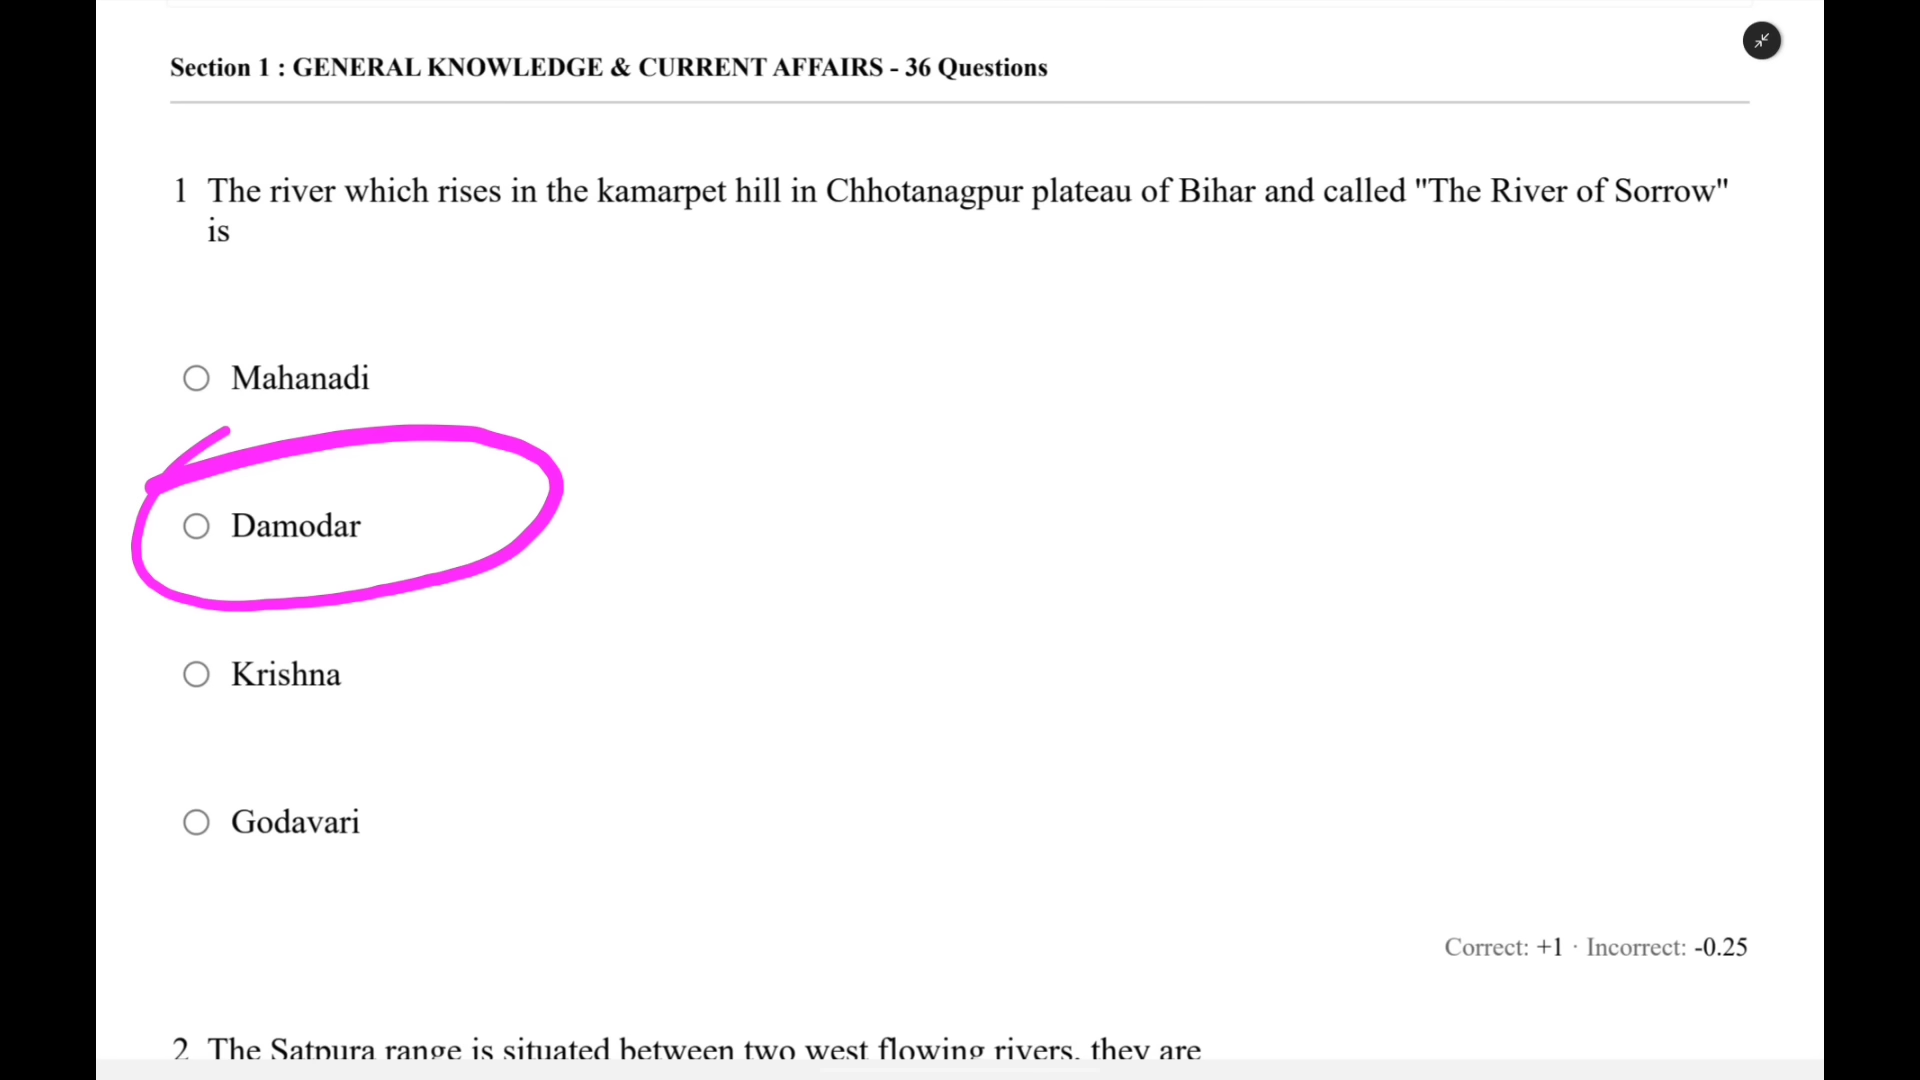 Section 1 : GENERAL KNOWLEDGE & CURRENT AFFAIRS - 36 Questions
1 The river which rises in the kamarpet hill in Chhotanagpur plateau of Bihar and called "The River of Sorrow"
is
Mahanadi
Damodar
Krishna
Godavari
Correct: +1 · Incorrect: -0.25
2 The Satpura range is situated between two west flowing rivers, they are